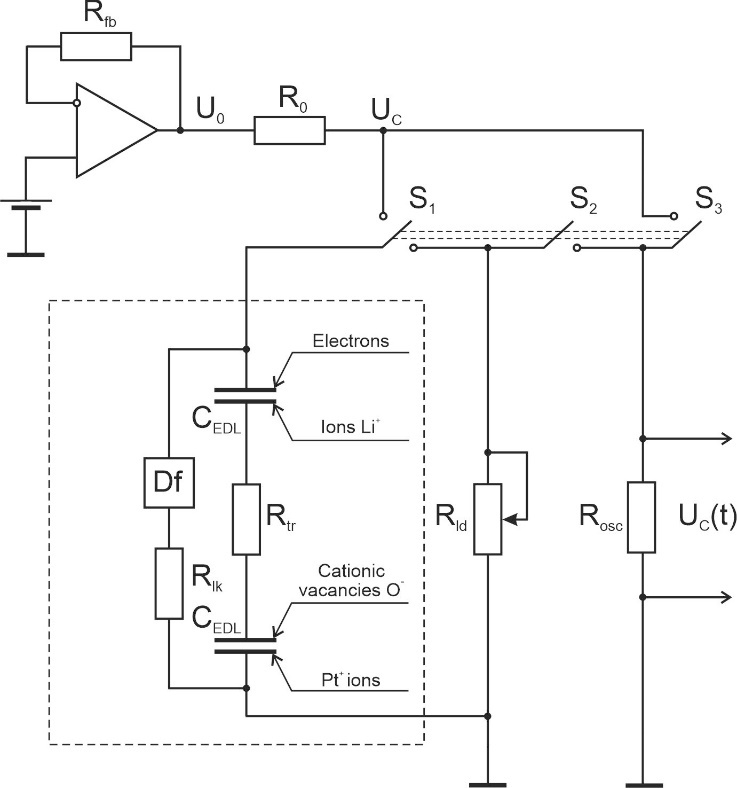 R_fb
U_0
R_0
U_C
S_1
S_2
S_3
Electrons
C_EDL
Ions Li⁺
Df
R_tr
R_ld
R_osc
U_C(t)
R_lk
Cationic
vacancies O⁻
C_EDL
Pt⁺ ions